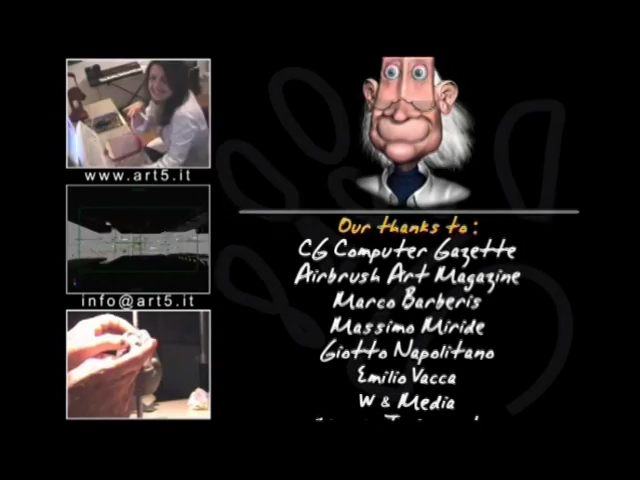 www.art5.it
info@art5.it
Our thanks to:
CG Computer Gazette
Airbrush Art Magazine
Marco Barberis
Massimo Miride
Giotto Napolitano
Emilio Vacca
W & Media